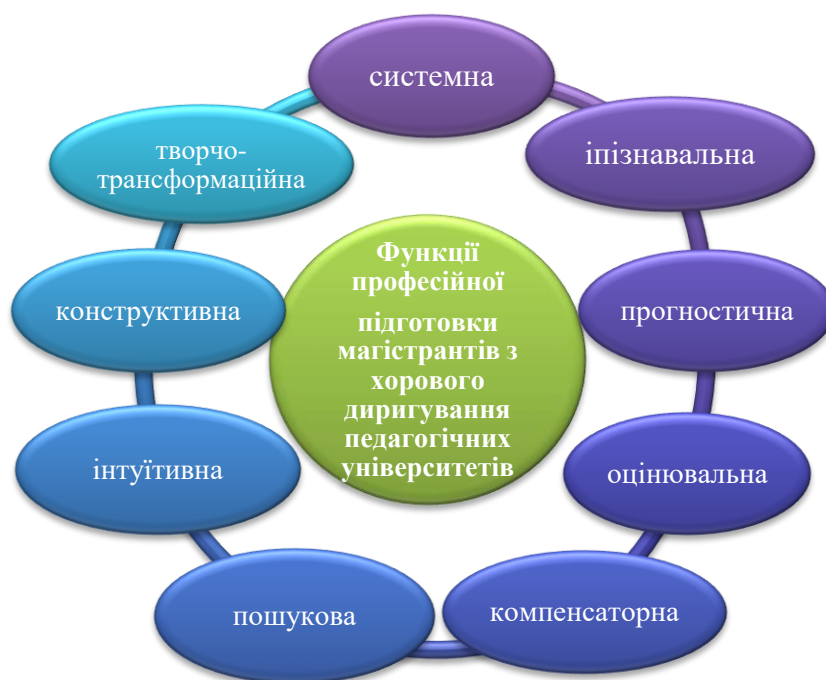 системна
іпізнавальна
прогностична
оцінювальна
компенсаторна
пошукова
інтуїтивна
конструктивна
творчо-
трансформаційна
Функції
професійної
підготовки
магістрантів з
хорового
диригування
педагогічних
університетів